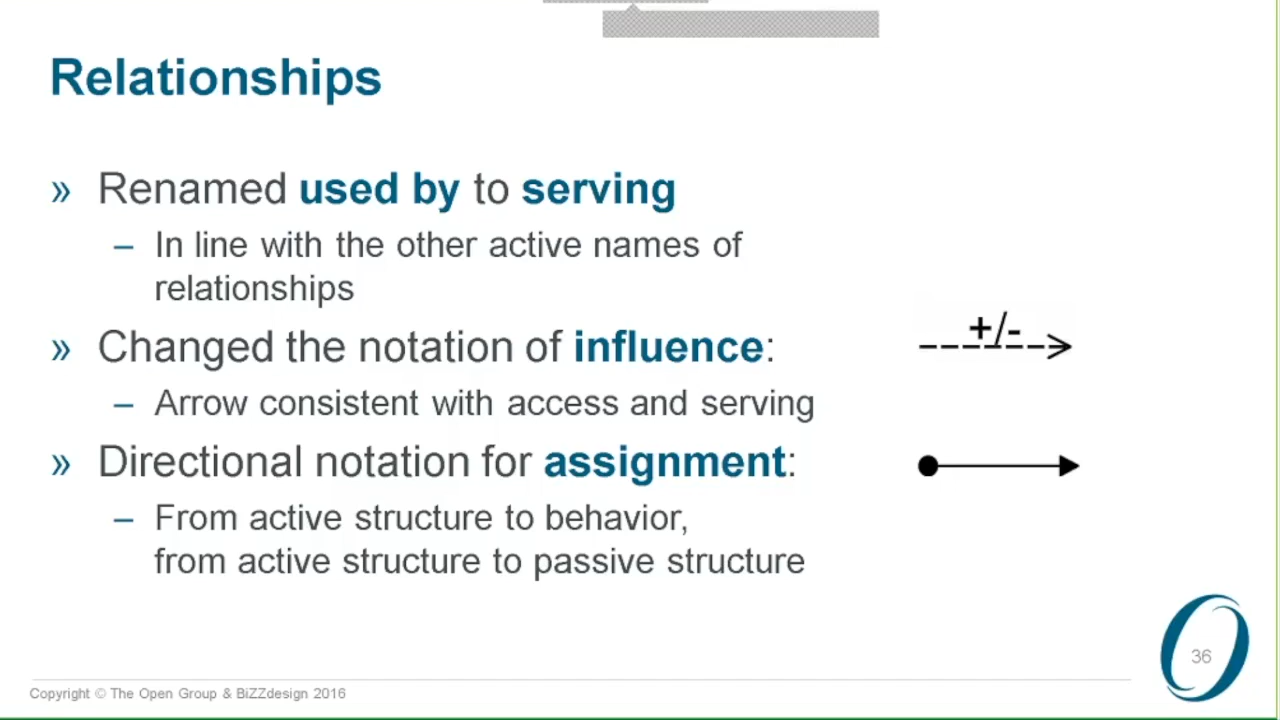 Relationships
» Renamed used by to serving
– In line with the other active names of
relationships
» Changed the notation of influence:
+/-
– Arrow consistent with access and serving
» Directional notation for assignment:
– From active structure to behavior,
from active structure to passive structure
36
Copyright © The Open Group & BiZZdesign 2016